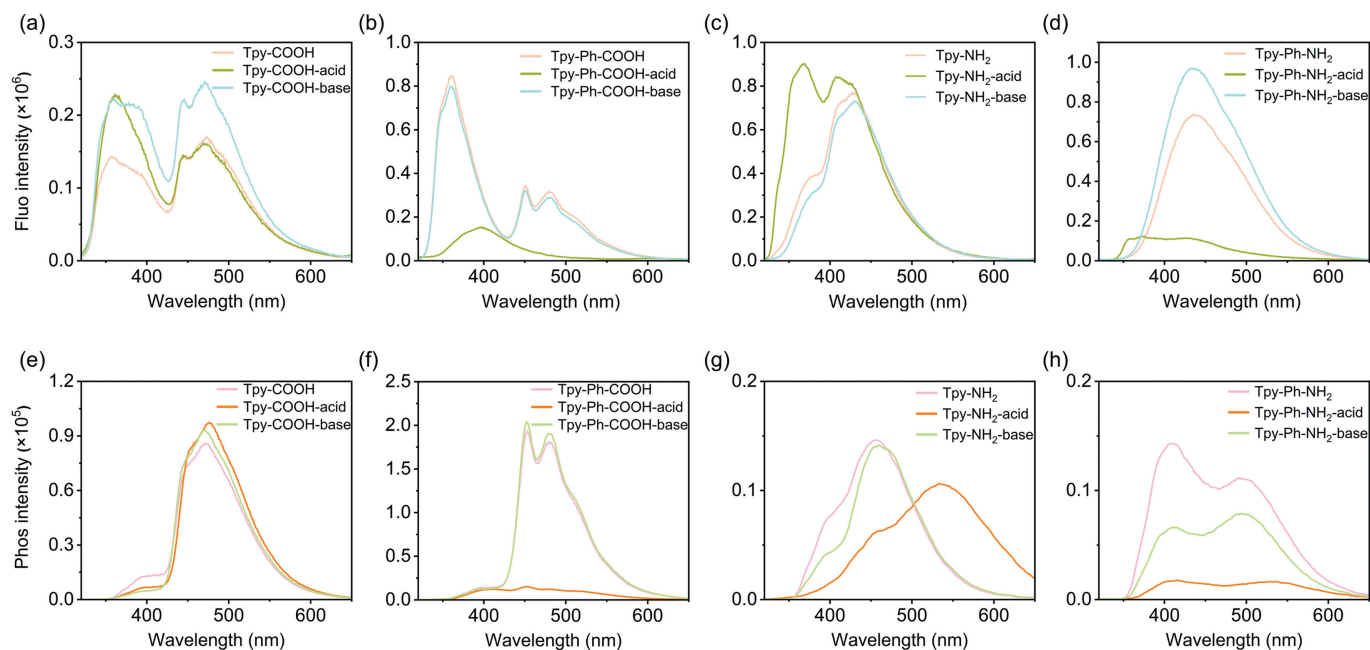 (a)
0.3
0.2
0.1
0.0
Fluo intensity (×10⁶)
Tpy-COOH
Tpy-COOH-acid
Tpy-COOH-base
400 500 600
Wavelength (nm)
(b)
1.0
0.8
0.6
0.4
0.2
0.0
Tpy-Ph-COOH
Tpy-Ph-COOH-acid
Tpy-Ph-COOH-base
400 500 600
Wavelength (nm)
(c)
1.0
0.8
0.6
0.4
0.2
0.0
Tpy-NH₂
Tpy-NH₂-acid
Tpy-NH₂-base
400 500 600
Wavelength (nm)
(d)
1.0
0.8
0.6
0.4
0.2
0.0
Tpy-Ph-NH₂
Tpy-Ph-NH₂-acid
Tpy-Ph-NH₂-base
400 500 600
Wavelength (nm)
(e)
1.2
0.9
0.6
0.3
0.0
Phos intensity (×10⁵)
Tpy-COOH
Tpy-COOH-acid
Tpy-COOH-base
400 500 600
Wavelength (nm)
(f)
2.5
2.0
1.5
1.0
0.5
0.0
Tpy-Ph-COOH
Tpy-Ph-COOH-acid
Tpy-Ph-COOH-base
400 500 600
Wavelength (nm)
(g)
0.2
0.1
0.0
Tpy-NH₂
Tpy-NH₂-acid
Tpy-NH₂-base
400 500 600
Wavelength (nm)
(h)
0.2
0.1
0.0
Tpy-Ph-NH₂
Tpy-Ph-NH₂-acid
Tpy-Ph-NH₂-base
400 500 600
Wavelength (nm)